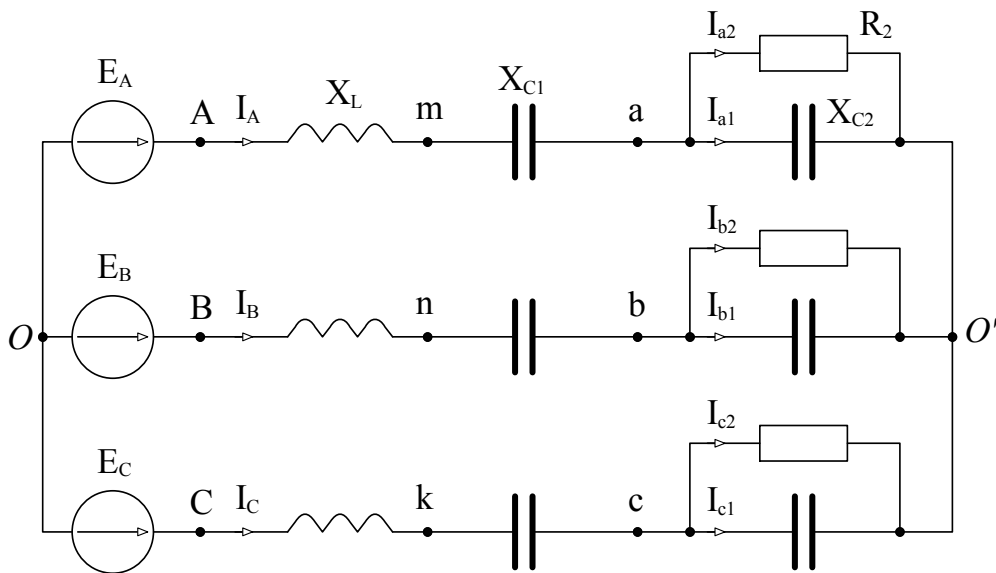 I_a2 R_2
E_A X_C1
A I_A X_L m a I_a1 X_C2
I_b2
E_B
O B I_B n b I_b1 O'
I_c2
E_C
C I_C k c I_c1